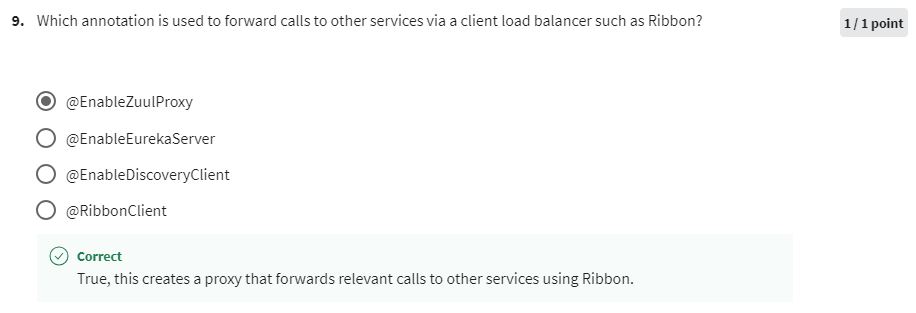 9. Which annotation is used to forward calls to other services via a client load balancer such as Ribbon?
1 / 1 point
@EnableZuulProxy
@EnableEurekaServer
@EnableDiscoveryClient
@RibbonClient
Correct
True, this creates a proxy that forwards relevant calls to other services using Ribbon.